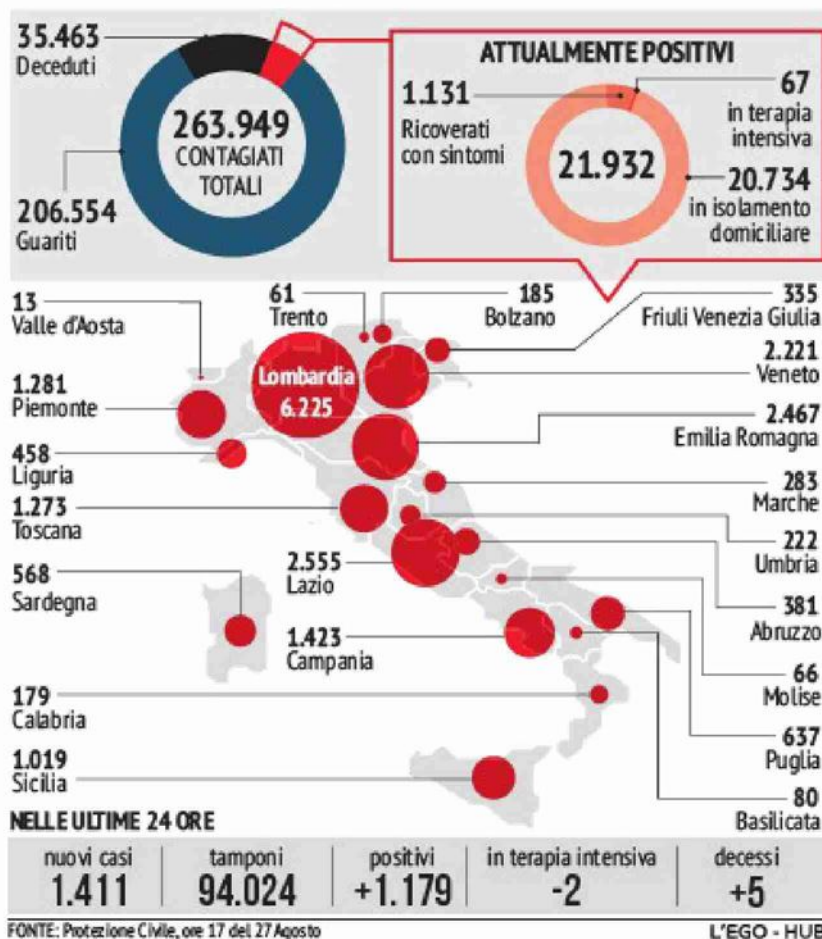 35.463
Deceduti
263.949
CONTAGIATI
TOTALI
206.554
Guariti
ATTUALMENTE POSITIVI
1.131
Ricoverati
con sintomi
67
in terapia
intensiva
21.932
20.734
in isolamento
domiciliare
13
Valle d'Aosta
61
Trento
185
Bolzano
335
Friuli Venezia Giulia
Lombardia
6.225
2.221
Veneto
1.281
Piemonte
2.467
Emilia Romagna
458
Liguria
283
Marche
1.273
Toscana
222
Umbria
2.555
Lazio
568
Sardegna
381
Abruzzo
1.423
Campania
66
Molise
179
Calabria
637
Puglia
1.019
Sicilia
80
Basilicata
NELLE ULTIME 24 ORE
nuovi casi
1.411
tamponi
94.024
positivi
+1.179
in terapia intensiva
-2
decessi
+5
FONTE: Protezione Civile, ore 17 del 27 Agosto
L'EGO - HUB